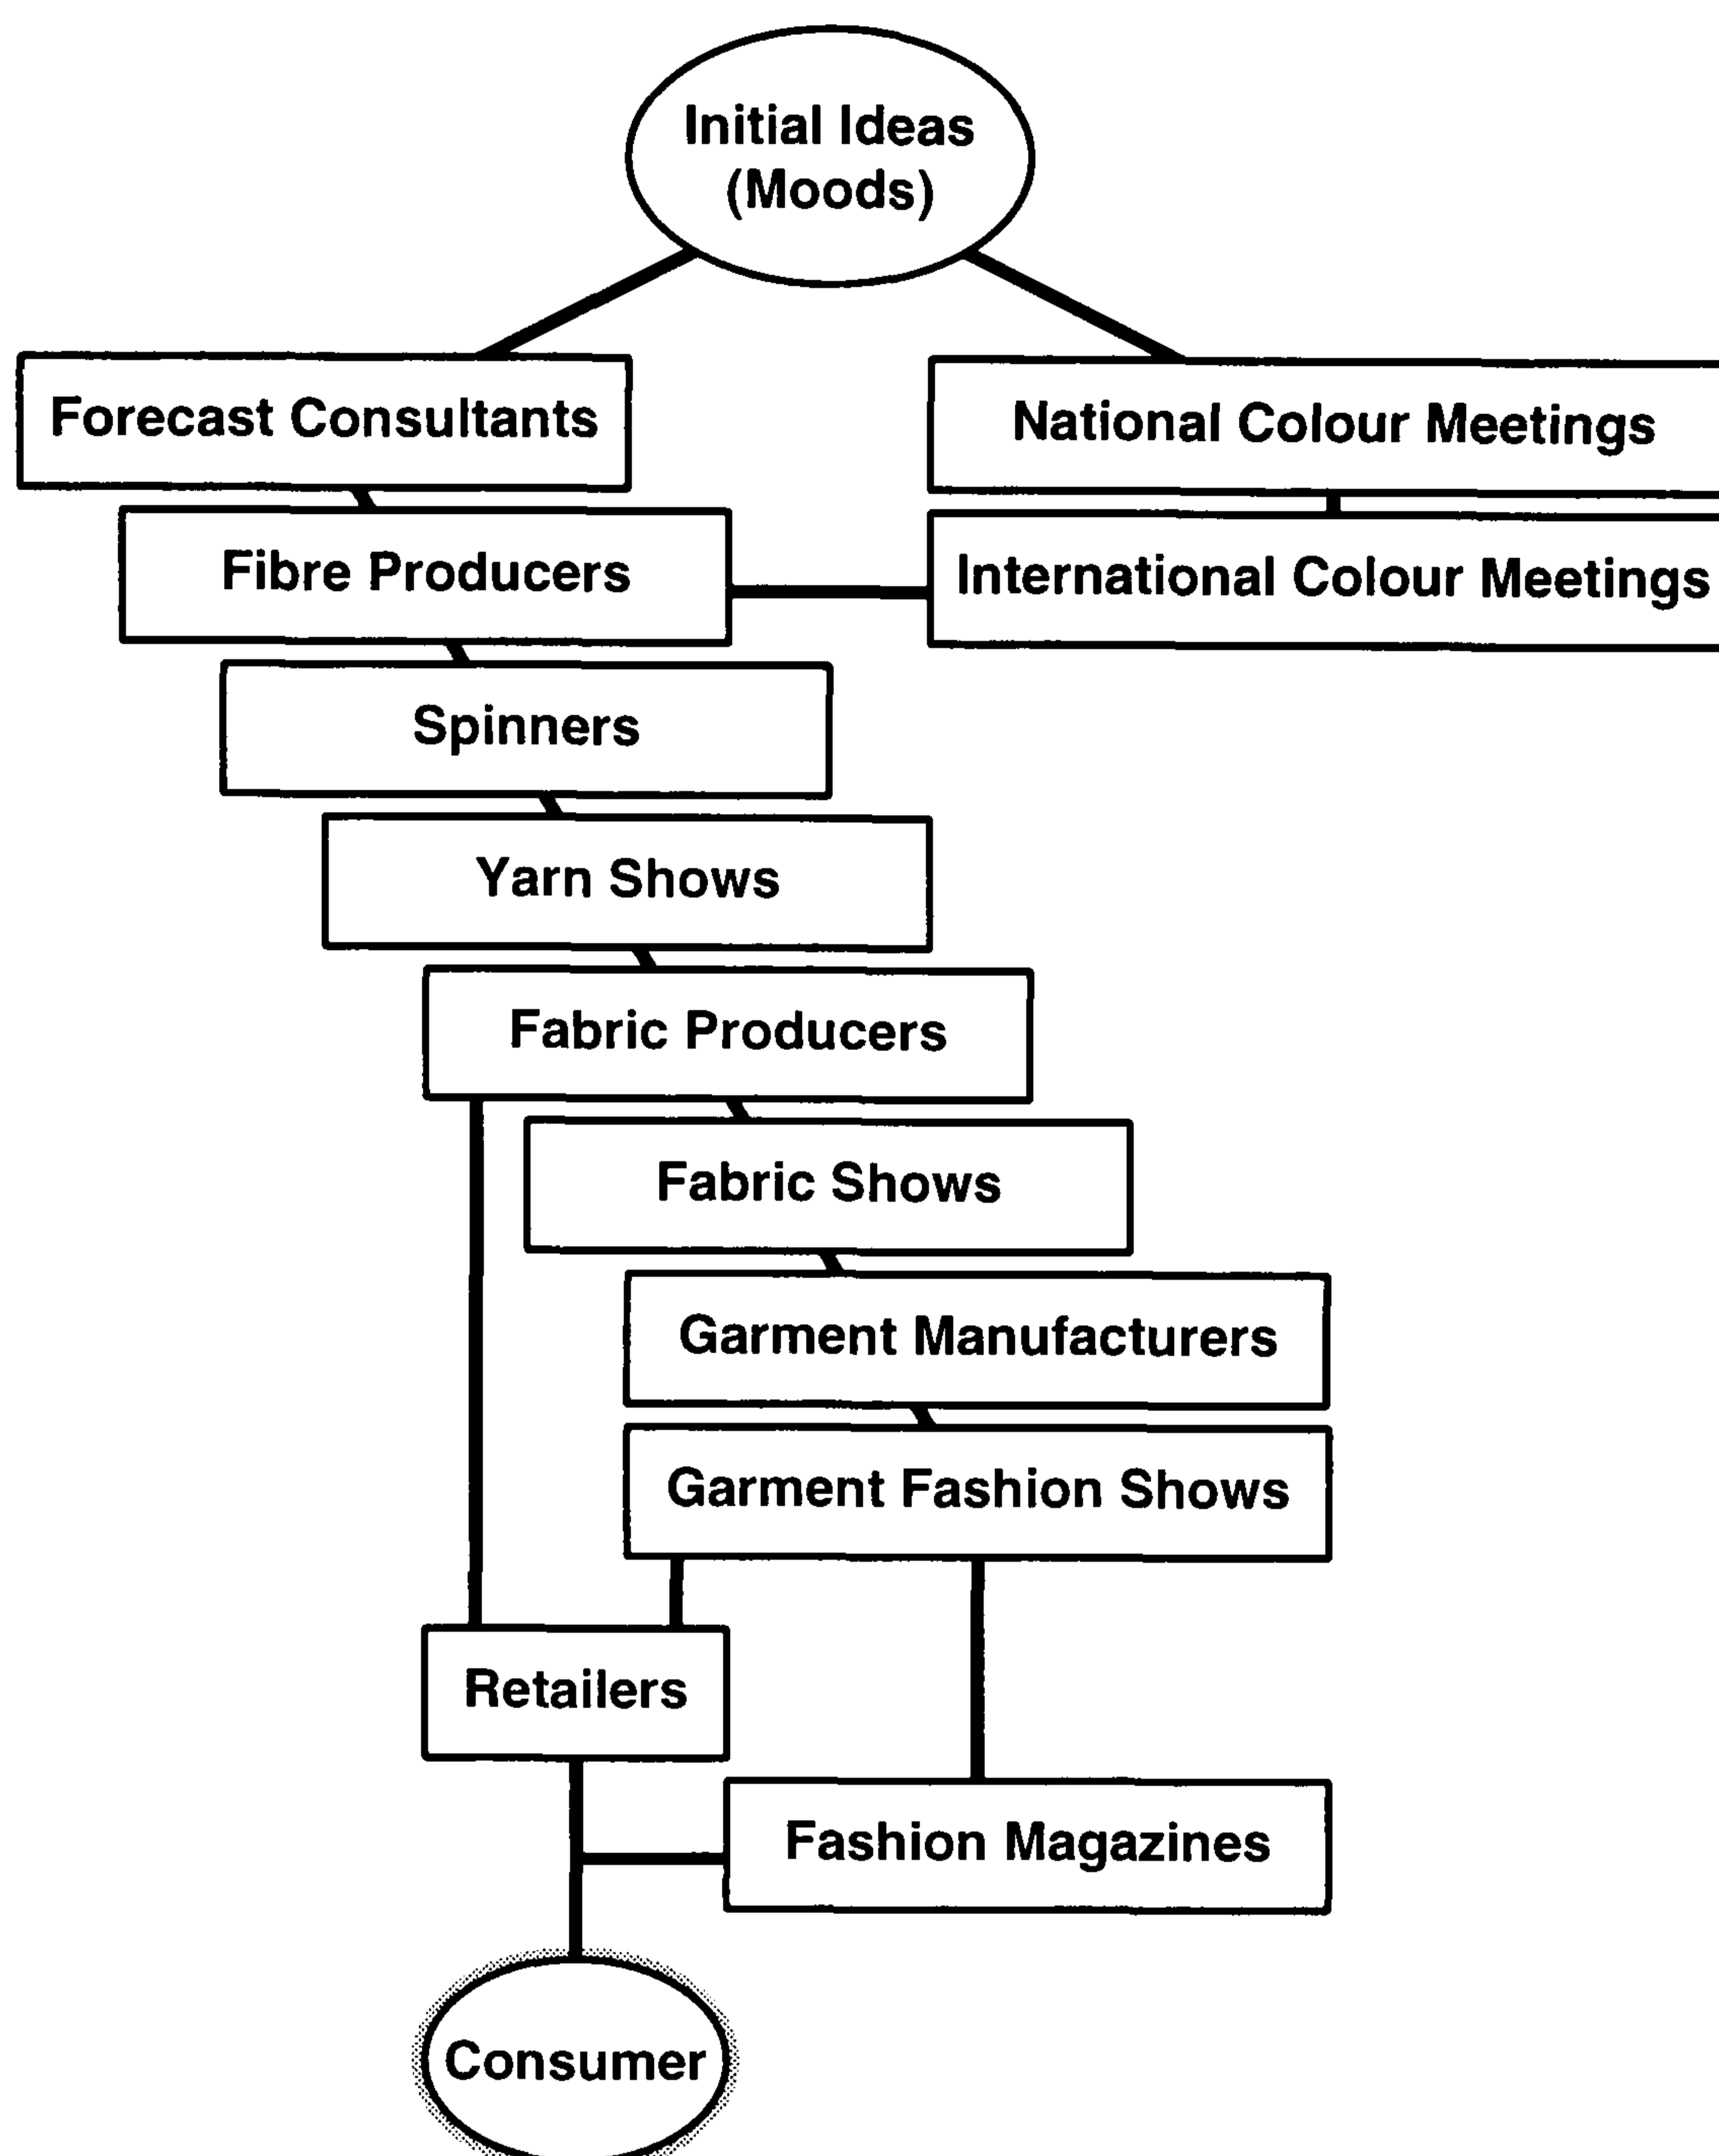 Initial Ideas
(Moods)
Forecast Consultants
National Colour Meetings
Fibre Producers
International Colour Meetings
Spinners
Yarn Shows
Fabric Producers
Fabric Shows
Garment Manufacturers
Garment Fashion Shows
Retailers
Fashion Magazines
Consumer